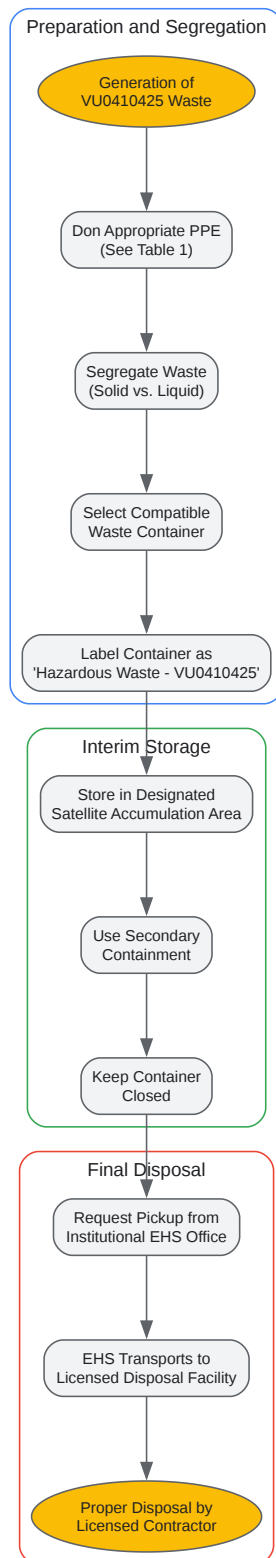 Preparation and Segregation
Generation of
VU0410425 Waste
Don Appropriate PPE
(See Table 1)
Segregate Waste
(Solid vs. Liquid)
Select Compatible
Waste Container
Label Container as
'Hazardous Waste - VU0410425'
Interim Storage
Store in Designated
Satellite Accumulation Area
Use Secondary
Containment
Keep Container
Closed
Final Disposal
Request Pickup from
Institutional EHS Office
EHS Transports to
Licensed Disposal Facility
Proper Disposal by
Licensed Contractor